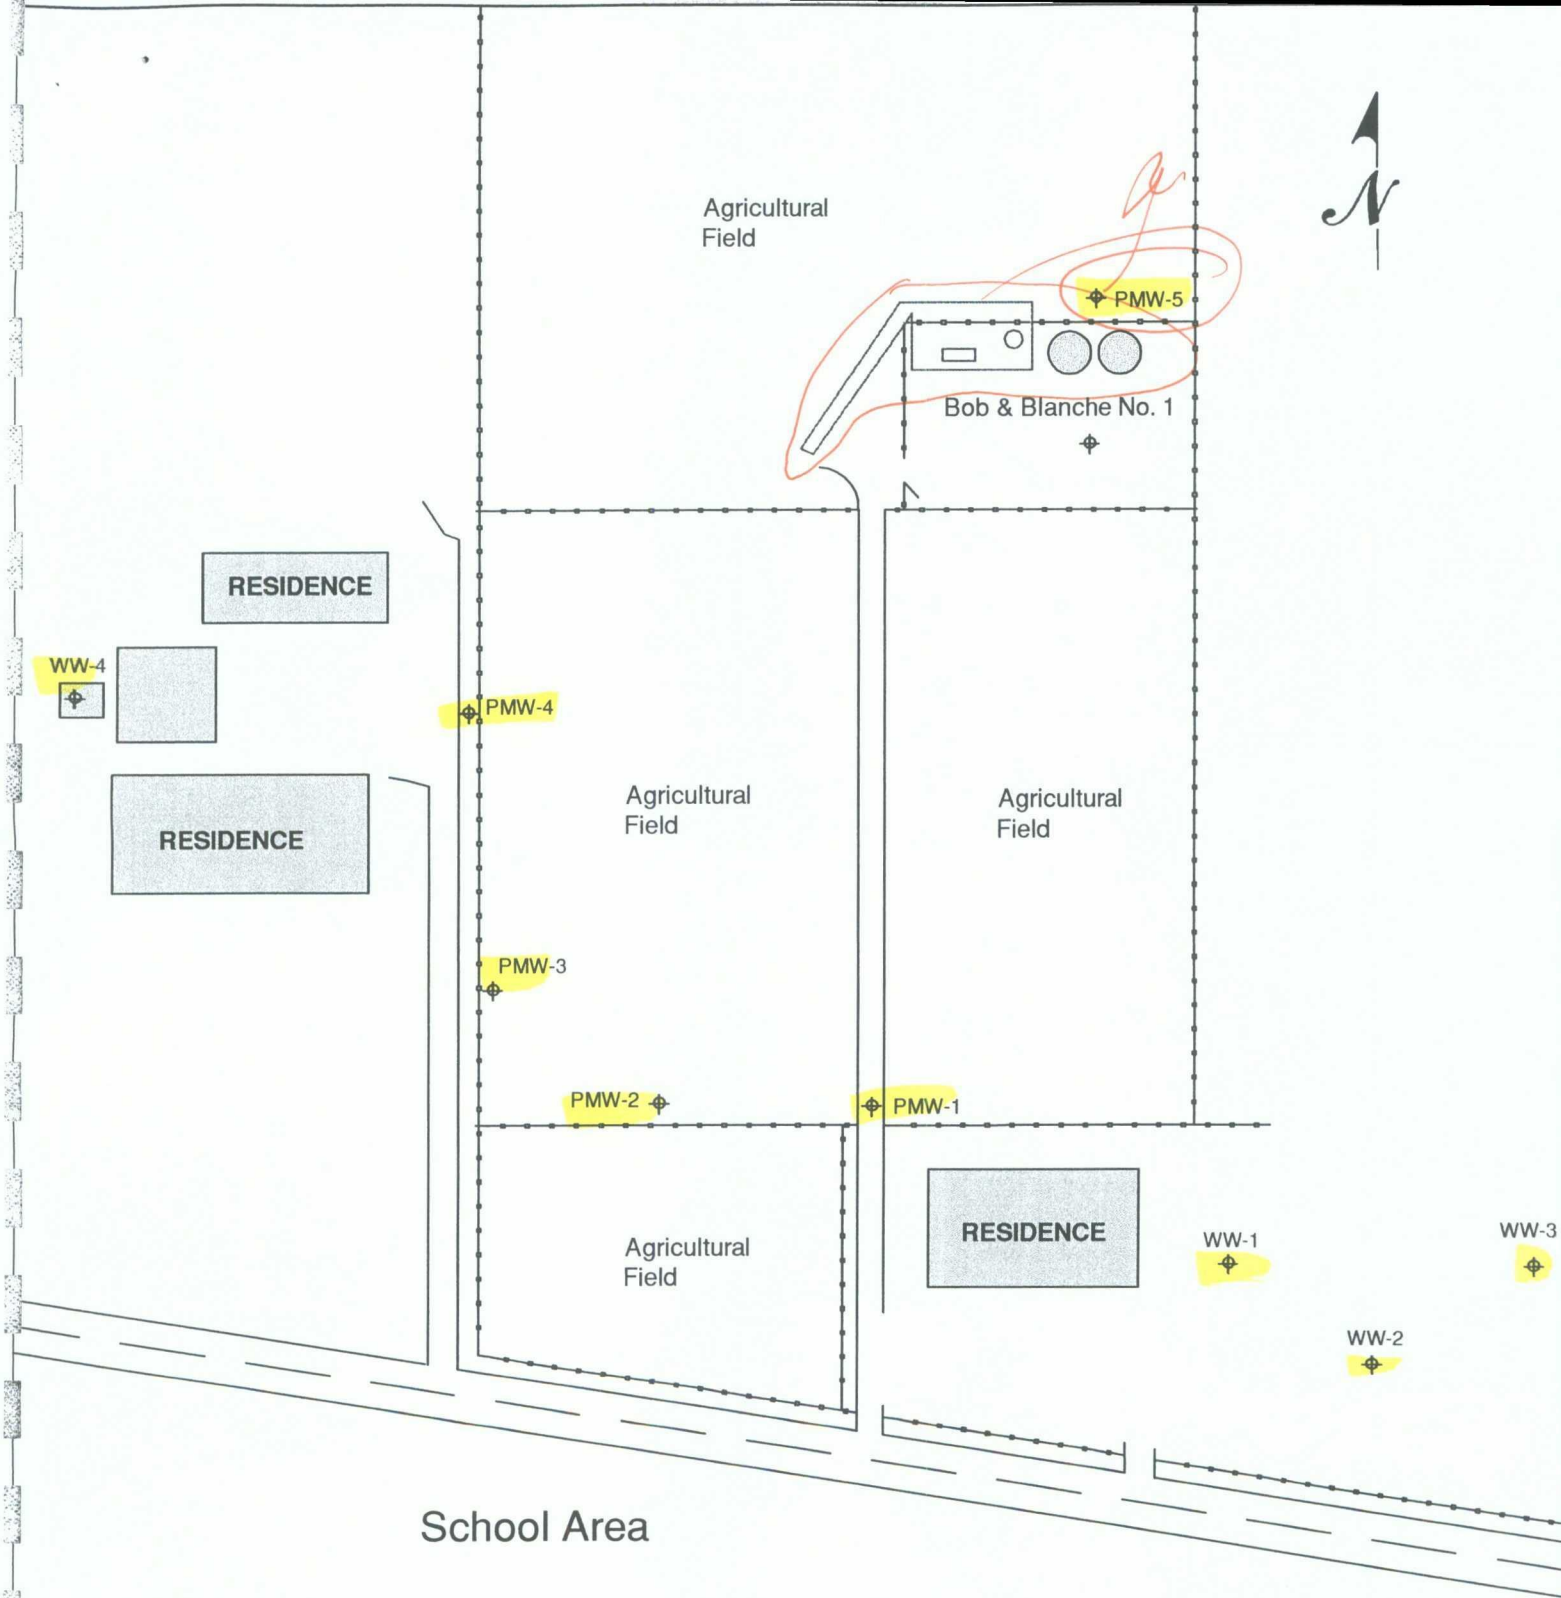 Agricultural
Field
N
PMW-5
Bob & Blanche No. 1
RESIDENCE
WW-4
PMW-4
Agricultural
Field
Agricultural
Field
RESIDENCE
PMW-3
PMW-2
PMW-1
RESIDENCE
WW-1
WW-3
Agricultural
Field
WW-2
School Area